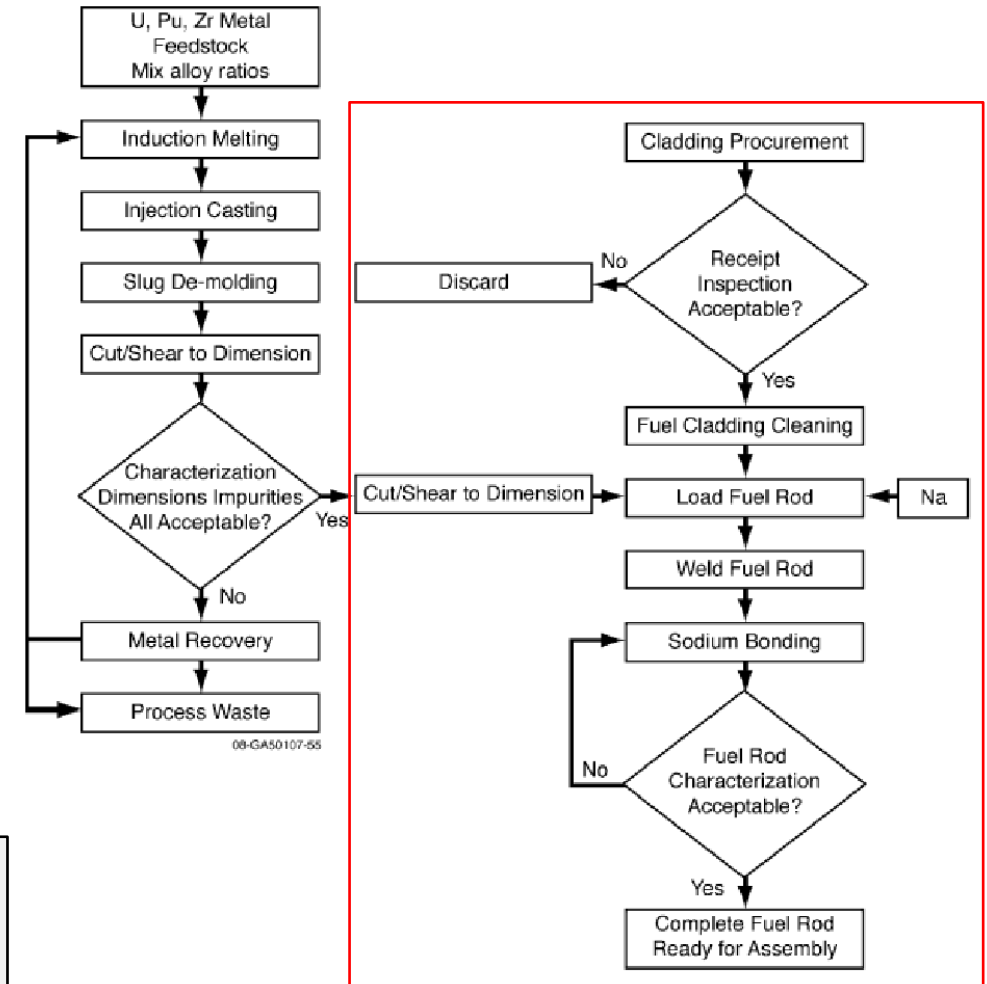 U, Pu, Zr Metal
Feedstock
Mix alloy ratios
Induction Melting
Injection Casting
Slug De-molding
Cut/Shear to Dimension
Characterization
Dimensions Impurities
All Acceptable?
Yes
No
Metal Recovery
Process Waste
08-GA50107-55
Cladding Procurement
Receipt
Inspection
Acceptable?
No
Discard
Yes
Fuel Cladding Cleaning
Cut/Shear to Dimension
Load Fuel Rod
Na
Weld Fuel Rod
Sodium Bonding
Fuel Rod
Characterization
Acceptable?
No
Yes
Complete Fuel Rod
Ready for Assembly